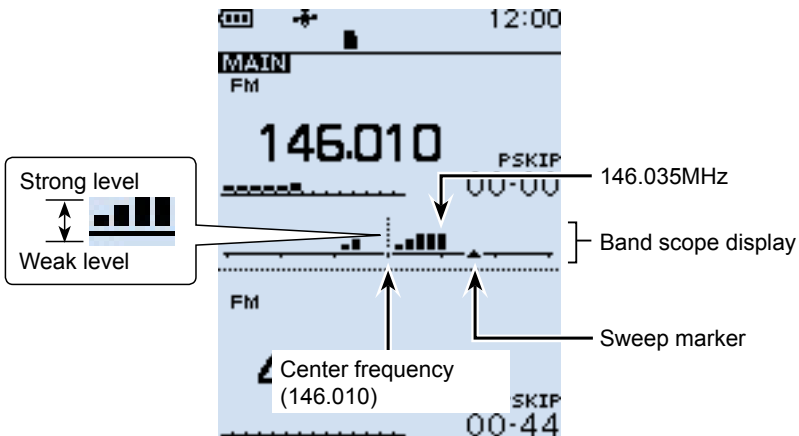 12:00
MAIN
FM
146.010
PSKIP
00-00
Strong level
Weak level
146.035MHz
Band scope display
FM
Sweep marker
Center frequency
(146.010)
SKIP
00-44